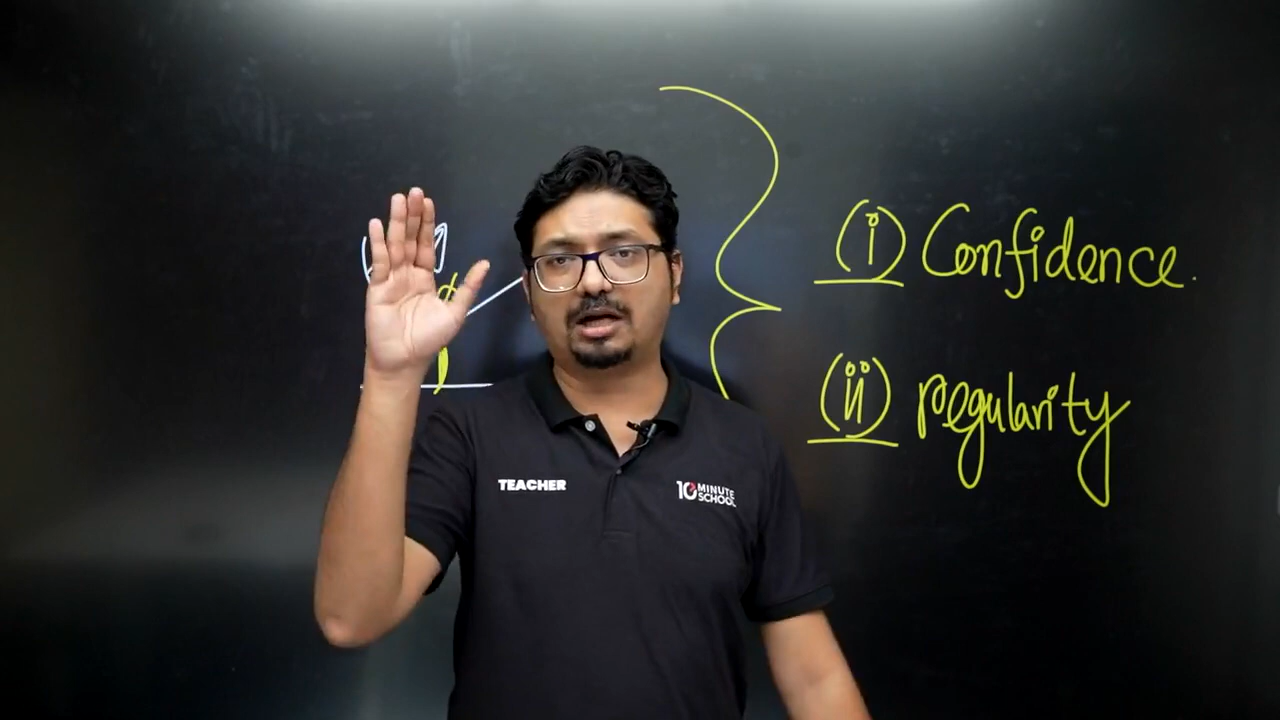 (i) Confidence.
(ii) regularity
TEACHER
10 MINUTE
SCHOOL